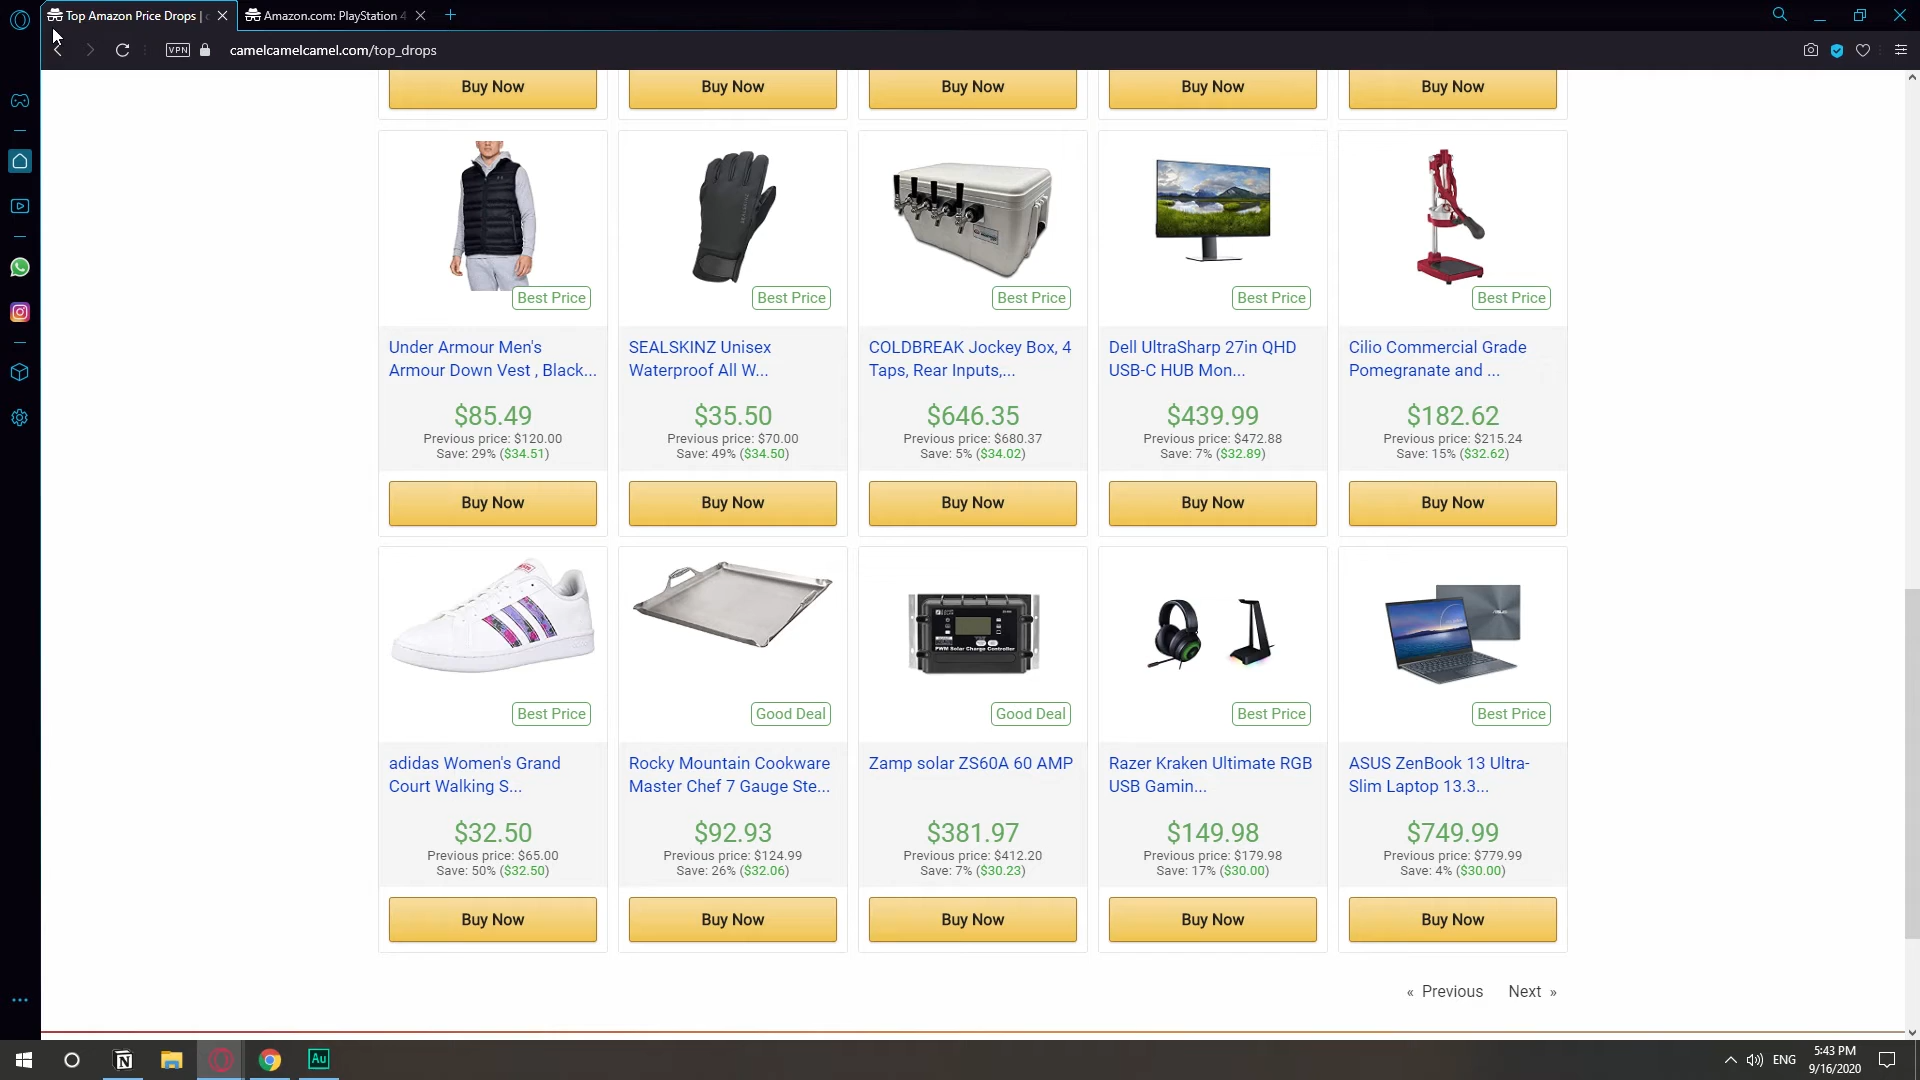 Top Amazon Price Drops |
Amazon.com: PlayStation 4
VPN
camelcamelcamel.com/top_drops
Buy Now
Buy Now
Buy Now
Buy Now
Buy Now
Best Price
Best Price
Best Price
Best Price
Best Price
Under Armour Men's
Armour Down Vest , Black...
SEALSKINZ Unisex
Waterproof All W...
COLDBREAK Jockey Box, 4
Taps, Rear Inputs,...
Dell UltraSharp 27in QHD
USB-C HUB Mon...
Cilio Commercial Grade
Pomegranate and ...
$85.49
Previous price: $120.00
Save: 29% ($34.51)
$35.50
Previous price: $70.00
Save: 49% ($34.50)
$646.35
Previous price: $680.37
Save: 5% ($34.02)
$439.99
Previous price: $472.88
Save: 7% ($32.89)
$182.62
Previous price: $215.24
Save: 15% ($32.62)
Buy Now
Buy Now
Buy Now
Buy Now
Buy Now
PWM Solar Charge Controller
Best Price
Good Deal
Good Deal
Best Price
Best Price
adidas Women's Grand
Court Walking S...
Rocky Mountain Cookware
Master Chef 7 Gauge Ste...
Zamp solar ZS60A 60 AMP
Razer Kraken Ultimate RGB
USB Gamin...
ASUS ZenBook 13 Ultra-
Slim Laptop 13.3...
$32.50
Previous price: $65.00
Save: 50% ($32.50)
$92.93
Previous price: $124.99
Save: 26% ($32.06)
$381.97
Previous price: $412.20
Save: 7% ($30.23)
$149.98
Previous price: $179.98
Save: 17% ($30.00)
$749.99
Previous price: $779.99
Save: 4% ($30.00)
Buy Now
Buy Now
Buy Now
Buy Now
Buy Now
« Previous Next »
Au
ENG
5:43 PM
9/16/2020